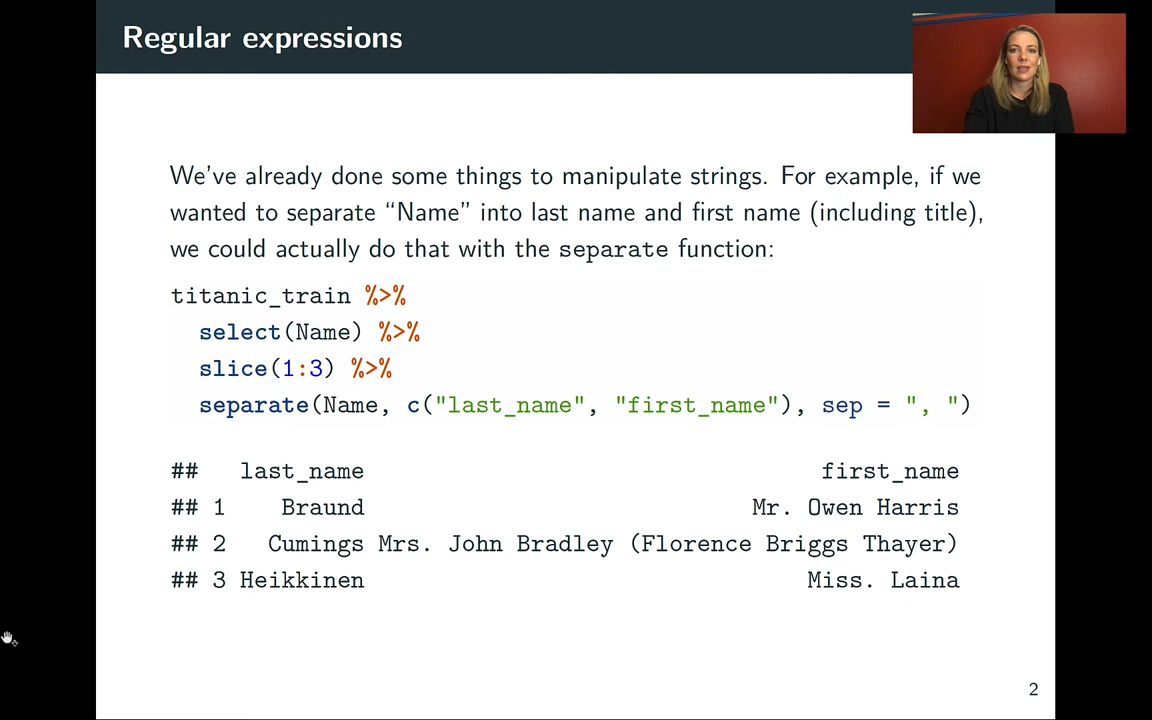 Regular expressions
We've already done some things to manipulate strings. For example, if we
wanted to separate “Name” into last name and first name (including title),
we could actually do that with the separate function:
titanic_train %>%
  select(Name) %>%
  slice(1:3) %>%
  separate(Name, c("last_name", "first_name"), sep = ", ")
##   last_name                                 first_name
## 1    Braund                            Mr. Owen Harris
## 2   Cumings Mrs. John Bradley (Florence Briggs Thayer)
## 3 Heikkinen                                Miss. Laina
2